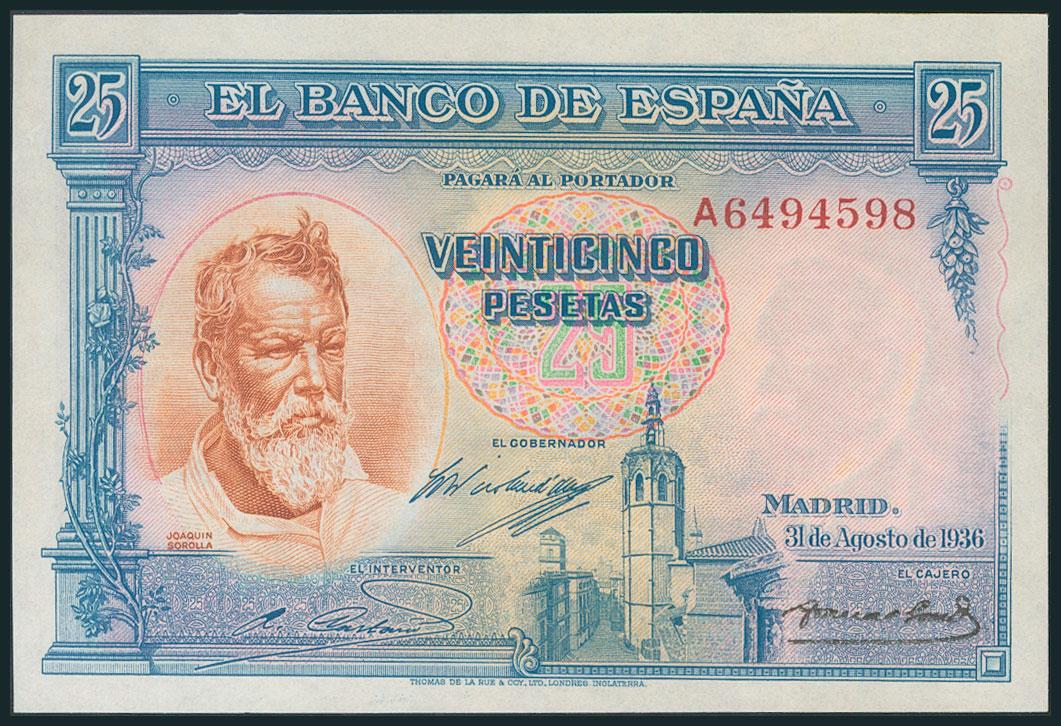 25 EL BANCO DE ESPAÑA 25
PAGARÁ AL PORTADOR
A6494598
VEINTICINCO
PESETAS
25
EL GOBERNADOR
MADRID.
31 de Agosto de 1936
JOAQUIN
SOROLLA
EL INTERVENTOR
EL CAJERO
THOMAS DE LA RUE & COY., LTD., LONDRES INGLATERRA.